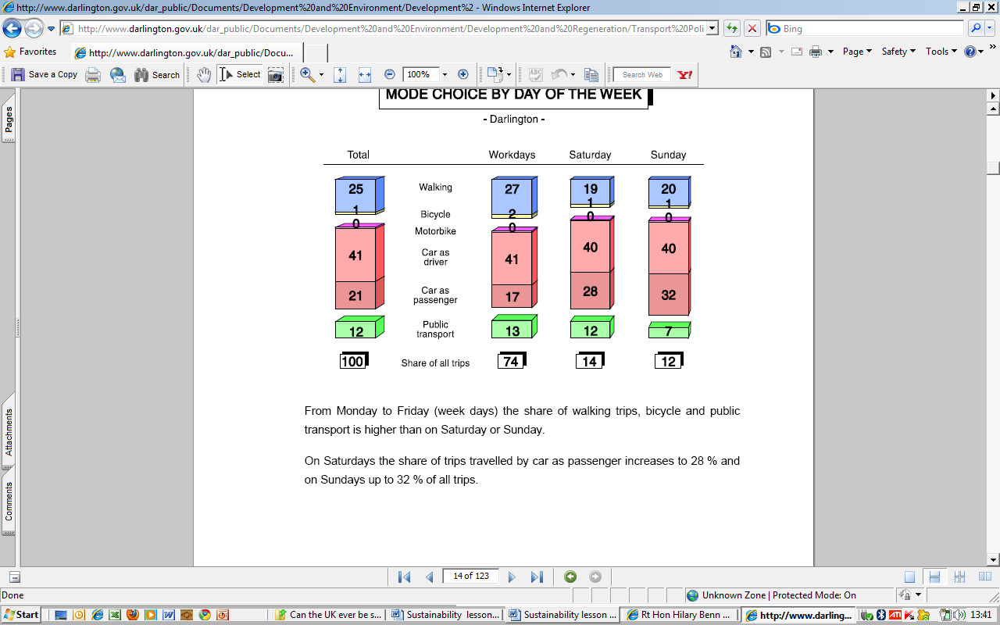 http://www.darlington.gov.uk/dar_public/Documents/Development%20and%20Environment/Development%2 - Windows Internet Explorer
http://www.darlington.gov.uk/dar_public/Documents/Development%20and%20Environment/Development%20and%20Regeneration/Transport%20Poli
Bing
Favorites
http://www.darlington.gov.uk/dar_public/Docu...
Page
Safety
Tools
Save a Copy
Search
Select
100%
Search Web
Y!
Pages
Attachments
Comments
MODE CHOICE BY DAY OF THE WEEK
- Darlington -
Total Workdays Saturday Sunday
25 Walking 27 19 20
1 Bicycle 2 1 1
0 Motorbike 0 0 0
41 Car as driver 41 40 40
21 Car as passenger 17 28 32
12 Public transport 13 12 7
100 Share of all trips 74 14 12
From Monday to Friday (week days) the share of walking trips, bicycle and public
transport is higher than on Saturday or Sunday.
On Saturdays the share of trips travelled by car as passenger increases to 28 % and
on Sundays up to 32 % of all trips.
14 of 123
Done
Unknown Zone | Protected Mode: On
Start
Can the UK ever be s...
Sustainability lesson...
Sustainability lesson ...
Rt Hon Hilary Benn ...
http://www.darling...
13:41